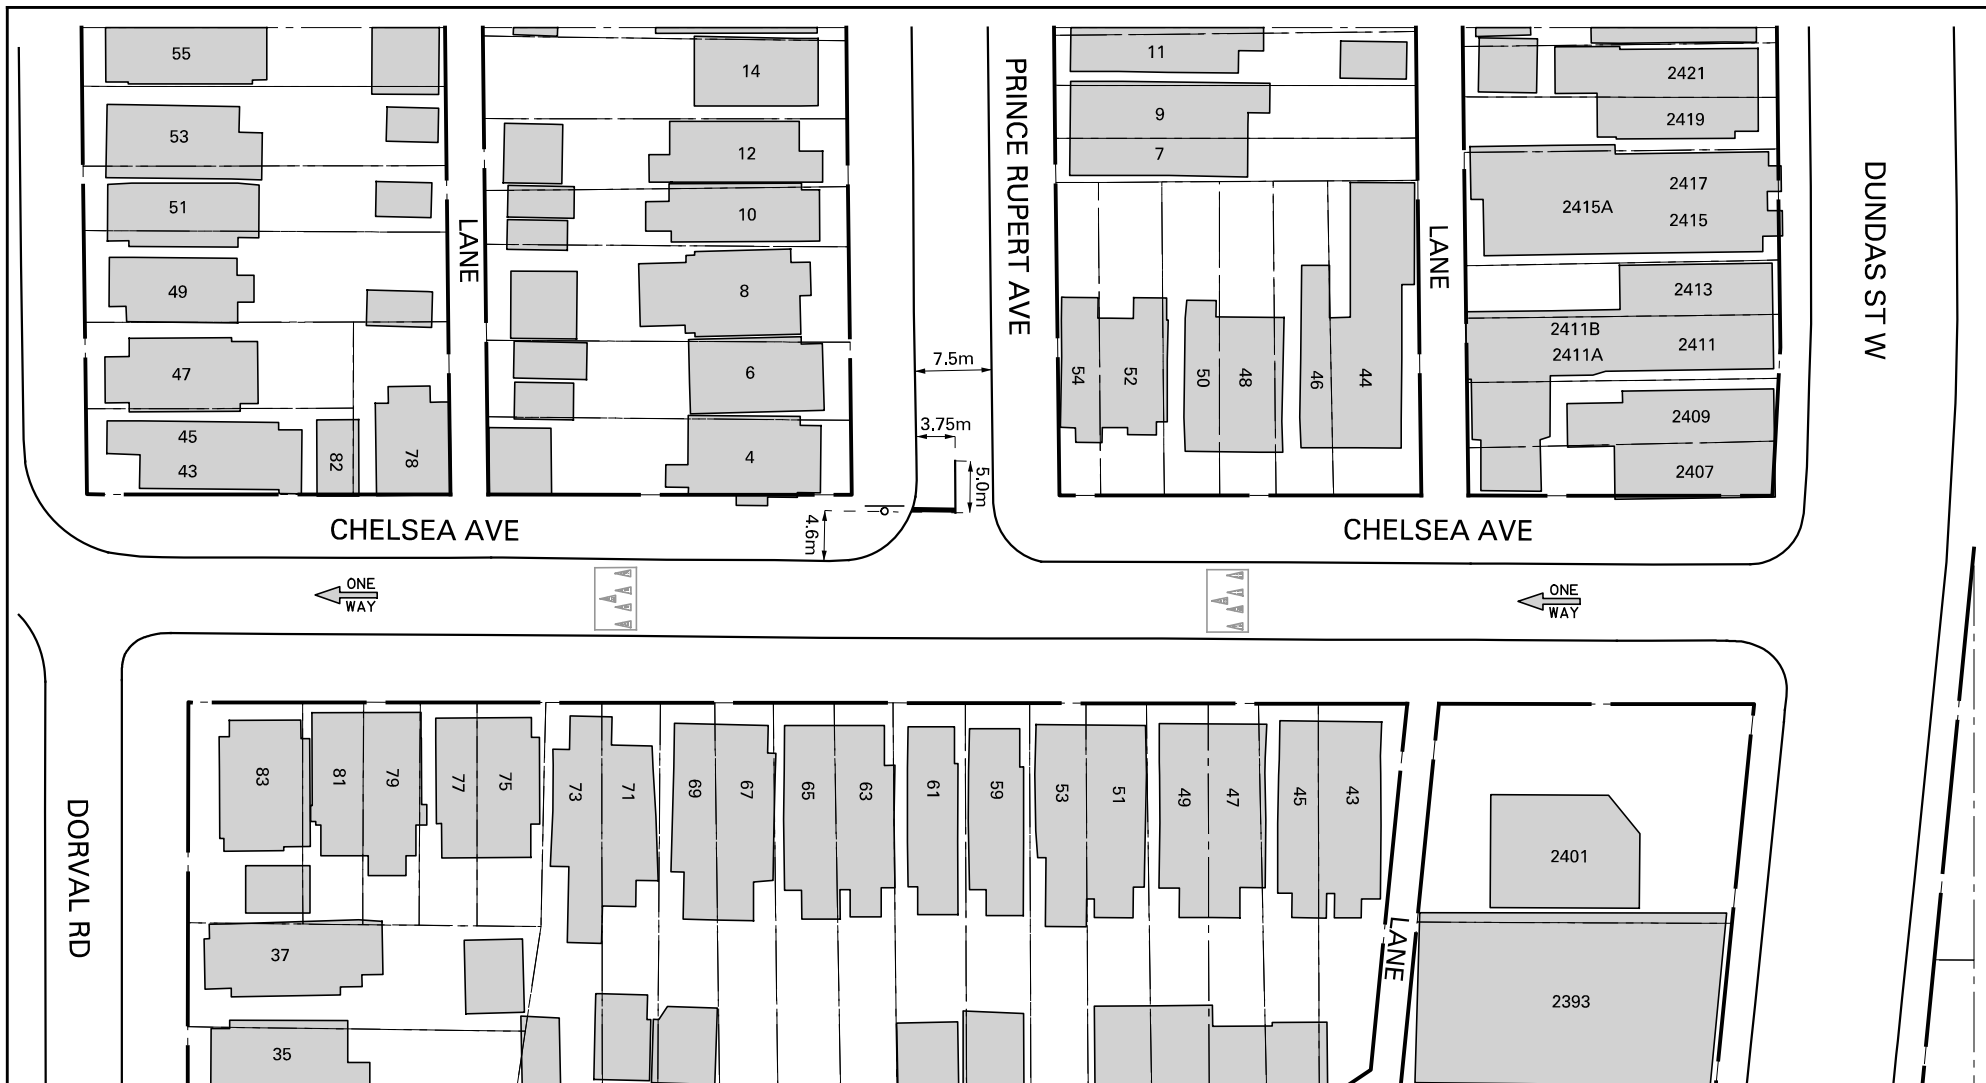 55
53
51
49
47
45
43
82
78
LANE
14
12
10
8
6
4
PRINCE RUPERT AVE
7.5m
3.75m
5.0m
4.6m
11
9
7
54
52
50
48
46
44
LANE
2421
2419
2417
2415A
2415
2413
2411B
2411A
2411
2409
2407
DUNDAS ST W
CHELSEA AVE
CHELSEA AVE
ONE
WAY
ONE
WAY
DORVAL RD
83
81
79
77
75
73
71
69
67
65
63
61
59
53
51
49
47
45
43
LANE
37
35
2401
2393